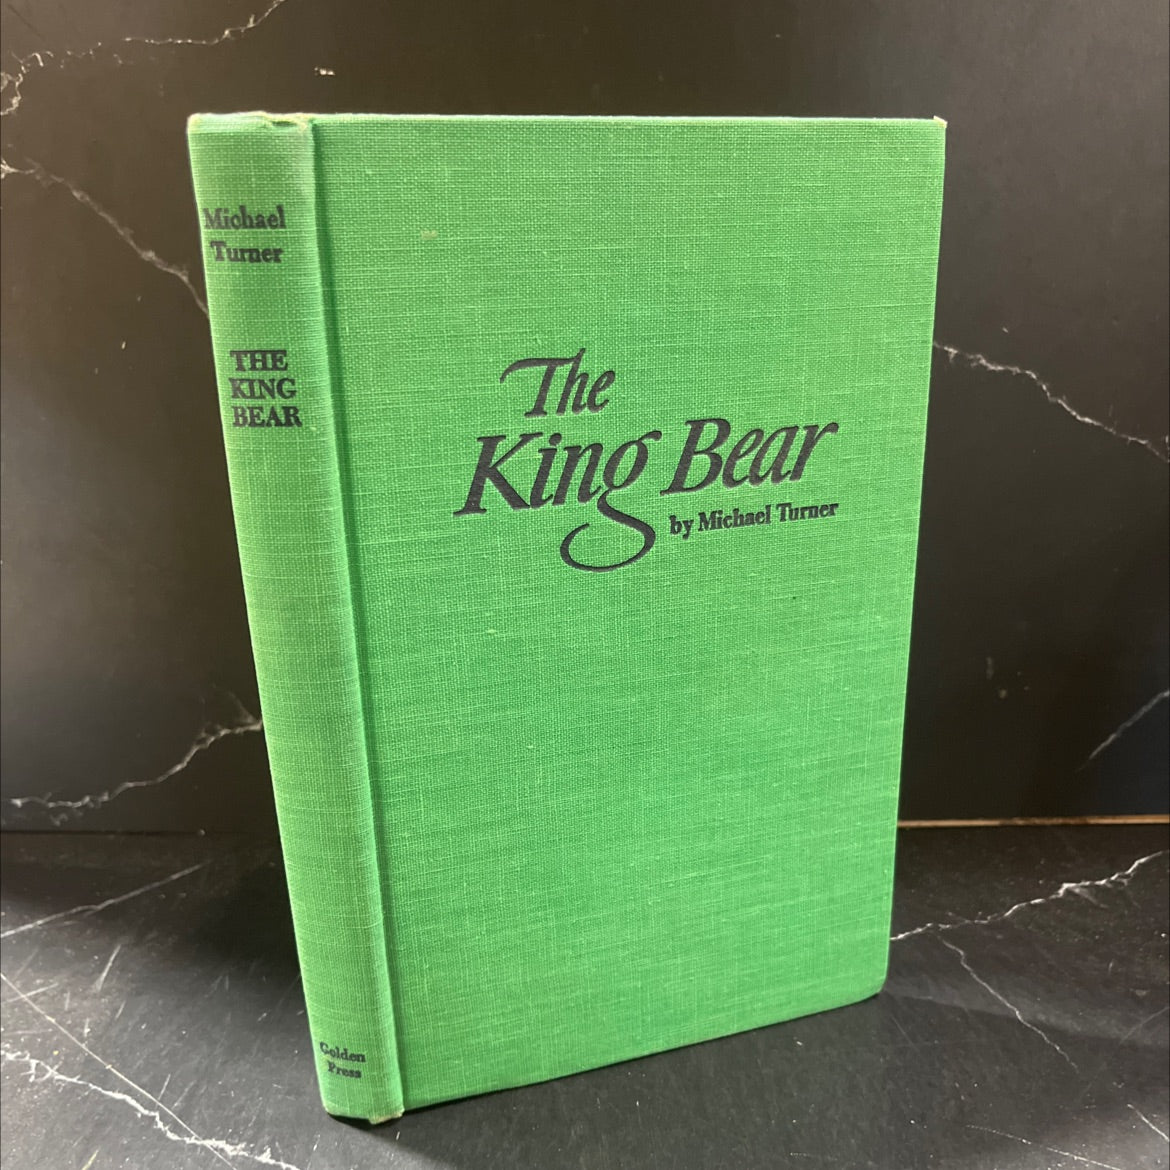 Michael
Turner
THE
KING
BEAR
Golden
Press
The
King Bear
by Michael Turner